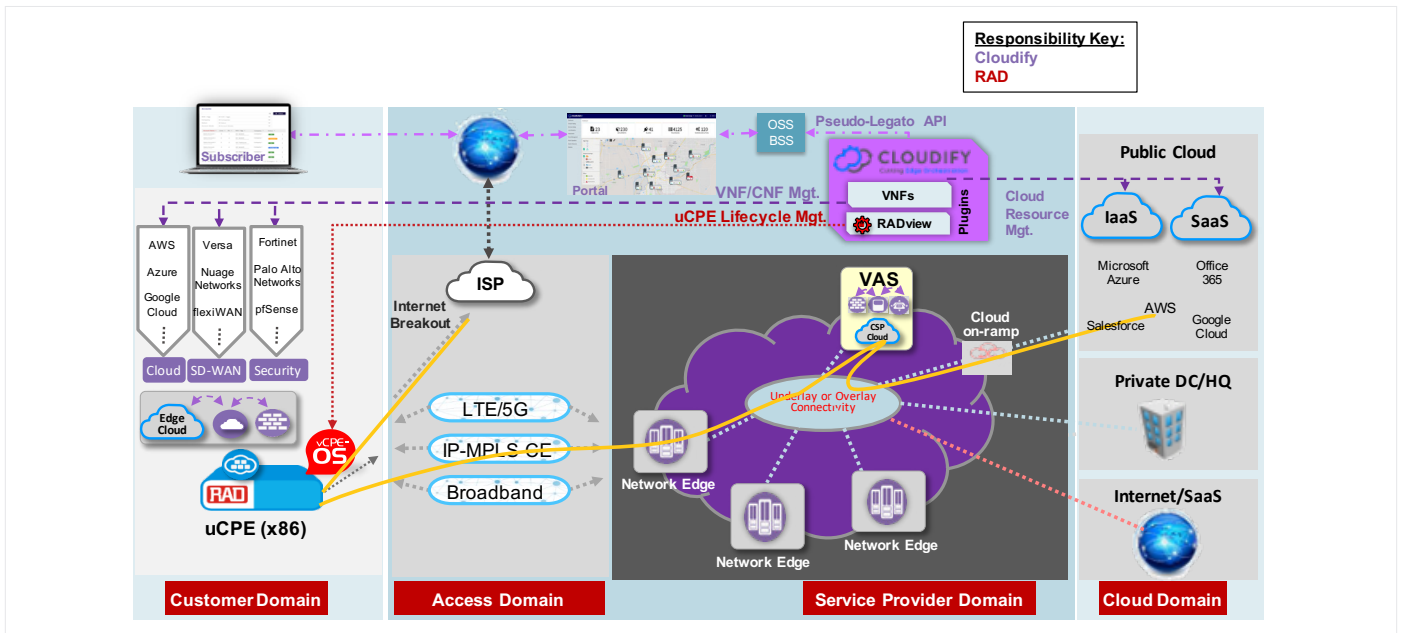 Responsibility Key:
Cloudify
RAD
Subscriber
Portal
OSS
BSS
Pseudo-Legato API
CLOUDIFY
VNFs
RADview
Plugins
VNF/CNF Mgt.
uCPE Lifecycle Mgt.
Cloud
Resource
Mgt.
Public Cloud
IaaS
SaaS
Microsoft
Azure
Office
365
AWS
Salesforce
Google
Cloud
AWS
Azure
Google
Cloud
Versa
Nuage
Networks
flexiWAN
Fortinet
Palo Alto
Networks
pfSense
Cloud
SD-WAN
Security
Edge
Cloud
vCPE-
OS
RAD
uCPE (x86)
ISP
Internet
Breakout
LTE/5G
IP-MPLS CE
Broadband
VAS
CSP
Cloud
Cloud
on-ramp
Underlay or Overlay
Connectivity
Network Edge
Network Edge
Network Edge
Private DC/HQ
Internet/SaaS
Customer Domain
Access Domain
Service Provider Domain
Cloud Domain